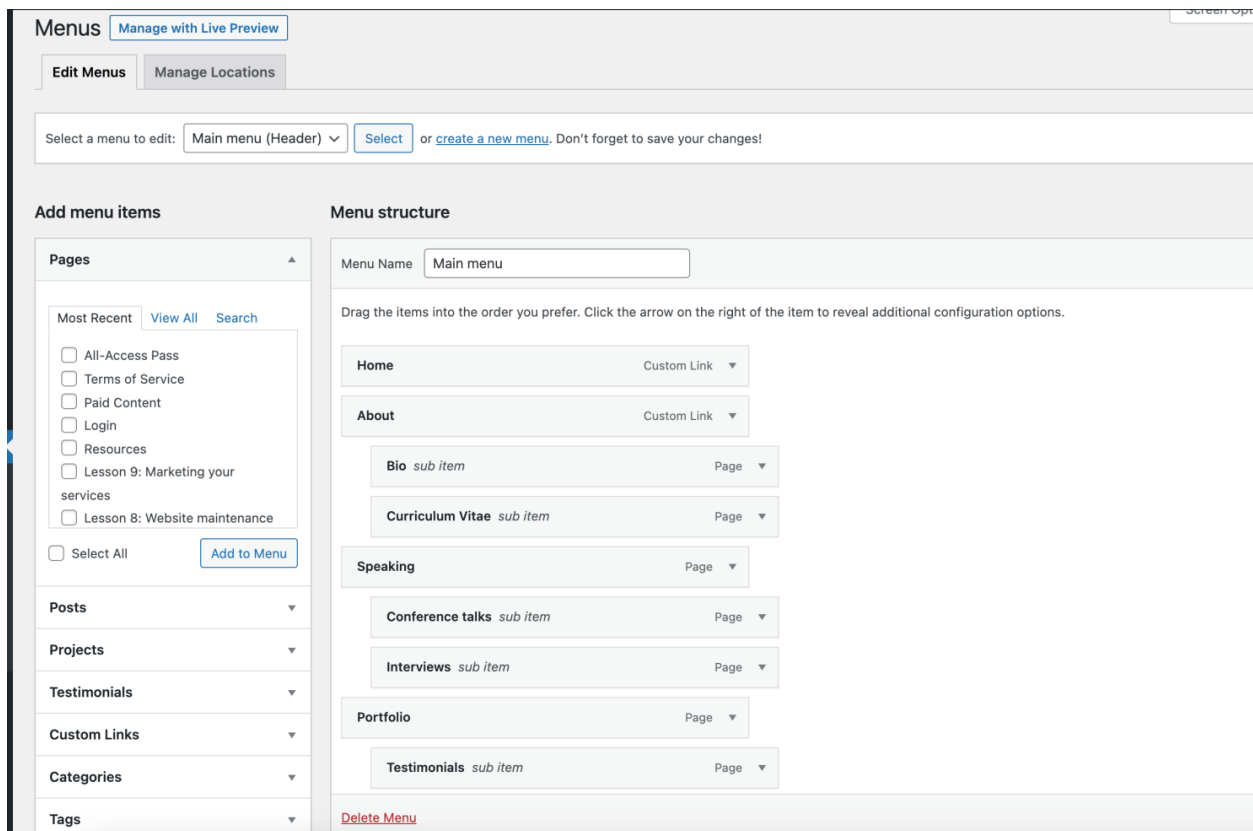 Screen Opt
Menus Manage with Live Preview
Edit Menus Manage Locations
Select a menu to edit: Main menu (Header) Select or create a new menu. Don't forget to save your changes!
Add menu items
Pages
Most Recent View All Search
All-Access Pass
Terms of Service
Paid Content
Login
Resources
Lesson 9: Marketing your
services
Lesson 8: Website maintenance
Select All Add to Menu
Posts
Projects
Testimonials
Custom Links
Categories
Tags
Menu structure
Menu Name Main menu
Drag the items into the order you prefer. Click the arrow on the right of the item to reveal additional configuration options.
Home Custom Link
About Custom Link
Bio sub item Page
Curriculum Vitae sub item Page
Speaking Page
Conference talks sub item Page
Interviews sub item Page
Portfolio Page
Testimonials sub item Page
Delete Menu